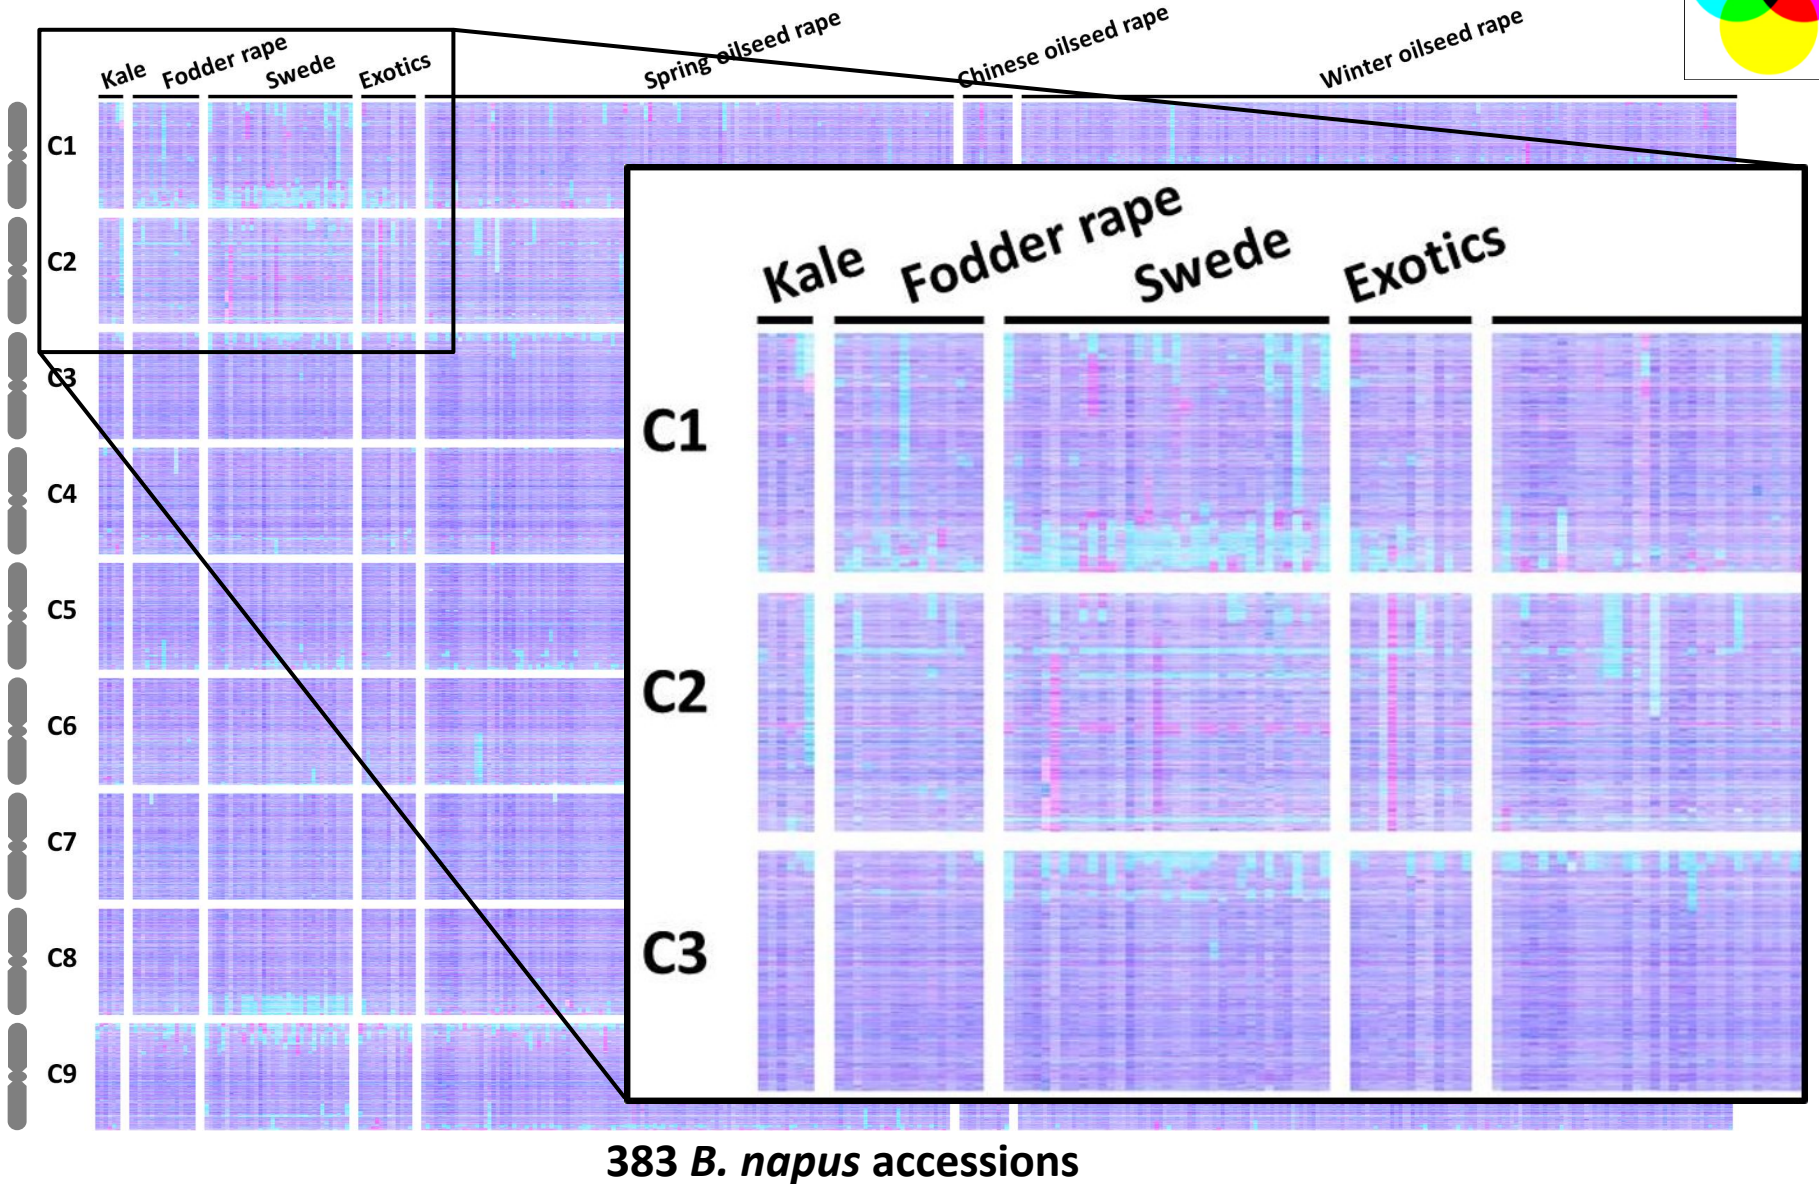 Kale Fodder rape Swede Exotics Spring oilseed rape Chinese oilseed rape Winter oilseed rape
C1
C2
C3
C4
C5
C6
C7
C8
C9
Kale Fodder rape Swede Exotics
C1
C2
C3
383 B. napus accessions